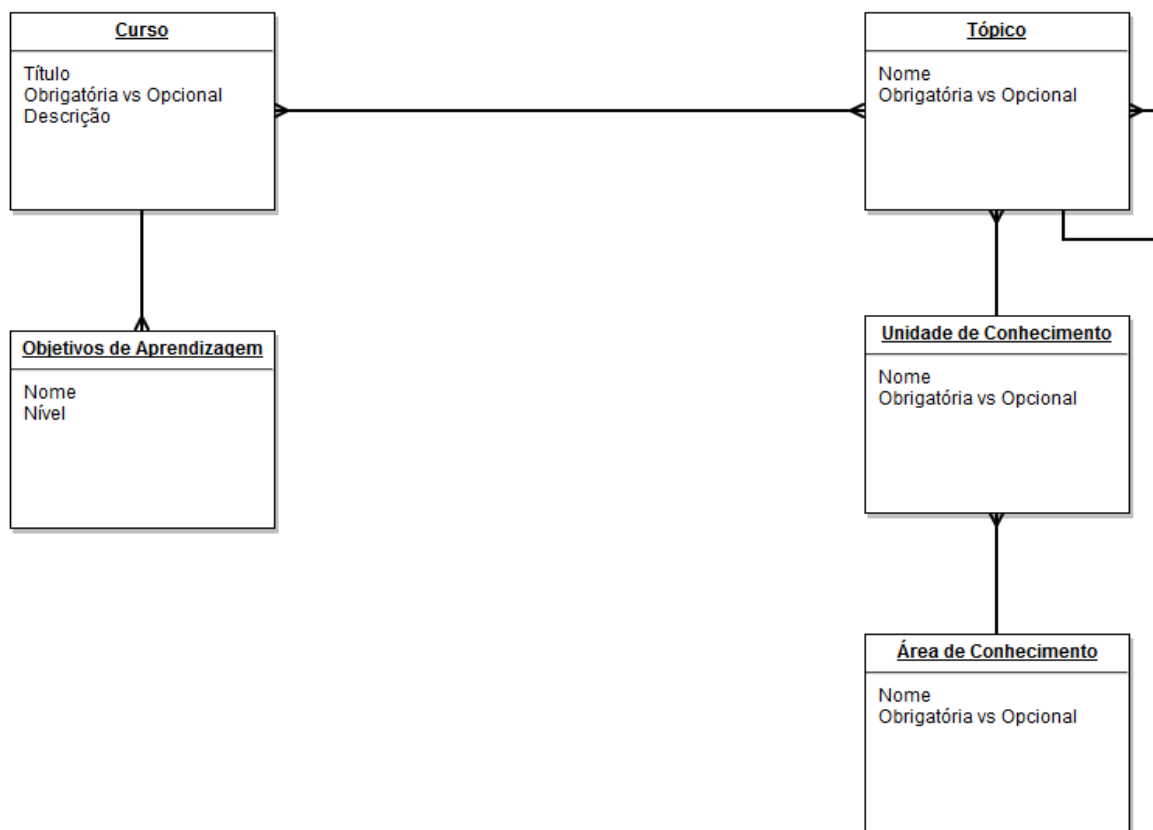 Curso
Título
Obrigatória vs Opcional
Descrição
Tópico
Nome
Obrigatória vs Opcional
Objetivos de Aprendizagem
Nome
Nível
Unidade de Conhecimento
Nome
Obrigatória vs Opcional
Área de Conhecimento
Nome
Obrigatória vs Opcional